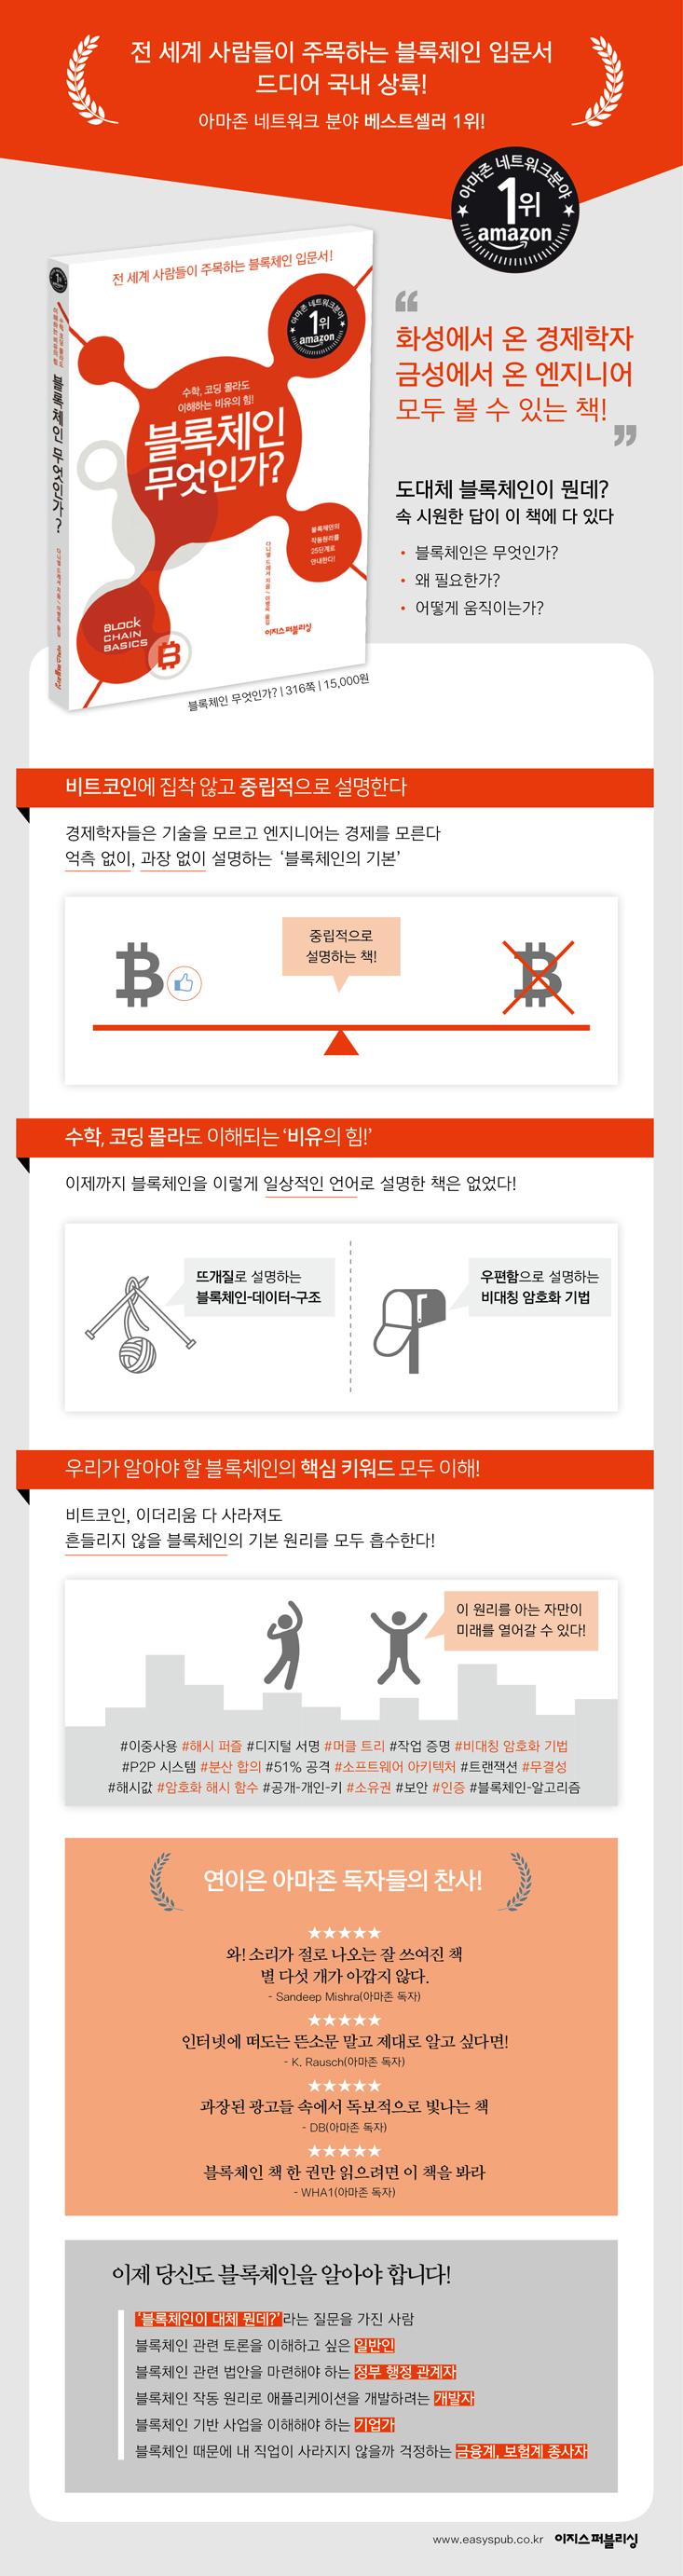 전 세계 사람들이 주목하는 블록체인 입문서
드디어 국내 상륙!
아마존 네트워크 분야 베스트셀러 1위!
아마존 네트워크분야
1위
amazon
전 세계 사람들이 주목하는 블록체인 입문서!
아마존 네트워크분야
1위
amazon
수학, 코딩 몰라도
이해하는 비유의 힘!
블록체인
무엇인가?
블록체인의
작동원리를
25단계로
안내한다!
다니엘 드레셔 지음 / 이병욱 옮김
이지스퍼블리싱
BLOCK
CHAIN
BASICS
수학, 코딩 몰라도
이해하는 비유의 힘!
블록체인 무엇인가?
다니엘 드레셔 지음 / 이병욱 옮김
이지스퍼블리싱
블록체인 무엇인가? | 316쪽 | 15,000원
“
화성에서 온 경제학자
금성에서 온 엔지니어
모두 볼 수 있는 책!
”
도대체 블록체인이 뭔데?
속 시원한 답이 이 책에 다 있다
• 블록체인은 무엇인가?
• 왜 필요한가?
• 어떻게 움직이는가?
비트코인에 집착 않고 중립적으로 설명한다
경제학자들은 기술을 모르고 엔지니어는 경제를 모른다
억측 없이, 과장 없이 설명하는 ‘블록체인의 기본’
중립적으로
설명하는 책!
수학, 코딩 몰라도 이해되는 ‘비유의 힘!’
이제까지 블록체인을 이렇게 일상적인 언어로 설명한 책은 없었다!
뜨개질로 설명하는
블록체인-데이터-구조
우편함으로 설명하는
비대칭 암호화 기법
우리가 알아야 할 블록체인의 핵심 키워드 모두 이해!
비트코인, 이더리움 다 사라져도
흔들리지 않을 블록체인의 기본 원리를 모두 흡수한다!
이 원리를 아는 자만이
미래를 열어갈 수 있다!
#이중사용 #해시 퍼즐 #디지털 서명 #머클 트리 #작업 증명 #비대칭 암호화 기법
#P2P 시스템 #분산 합의 #51% 공격 #소프트웨어 아키텍처 #트랜잭션 #무결성
#해시값 #암호화 해시 함수 #공개-개인-키 #소유권 #보안 #인증 #블록체인-알고리즘
연이은 아마존 독자들의 찬사!
★★★★★
와! 소리가 절로 나오는 잘 쓰여진 책
별 다섯 개가 아깝지 않다.
- Sandeep Mishra(아마존 독자)
★★★★★
인터넷에 떠도는 뜬소문 말고 제대로 알고 싶다면!
- K. Rausch(아마존 독자)
★★★★★
과장된 광고들 속에서 독보적으로 빛나는 책
- DB(아마존 독자)
★★★★★
블록체인 책 한 권만 읽으려면 이 책을 봐라
- WHA1(아마존 독자)
이제 당신도 블록체인을 알아야 합니다!
‘블록체인이 대체 뭔데?’라는 질문을 가진 사람
블록체인 관련 토론을 이해하고 싶은 일반인
블록체인 관련 법안을 마련해야 하는 정부 행정 관계자
블록체인 작동 원리로 애플리케이션을 개발하려는 개발자
블록체인 기반 사업을 이해해야 하는 기업가
블록체인 때문에 내 직업이 사라지지 않을까 걱정하는 금융계, 보험계 종사자
www.easyspub.co.kr 이지스퍼블리싱